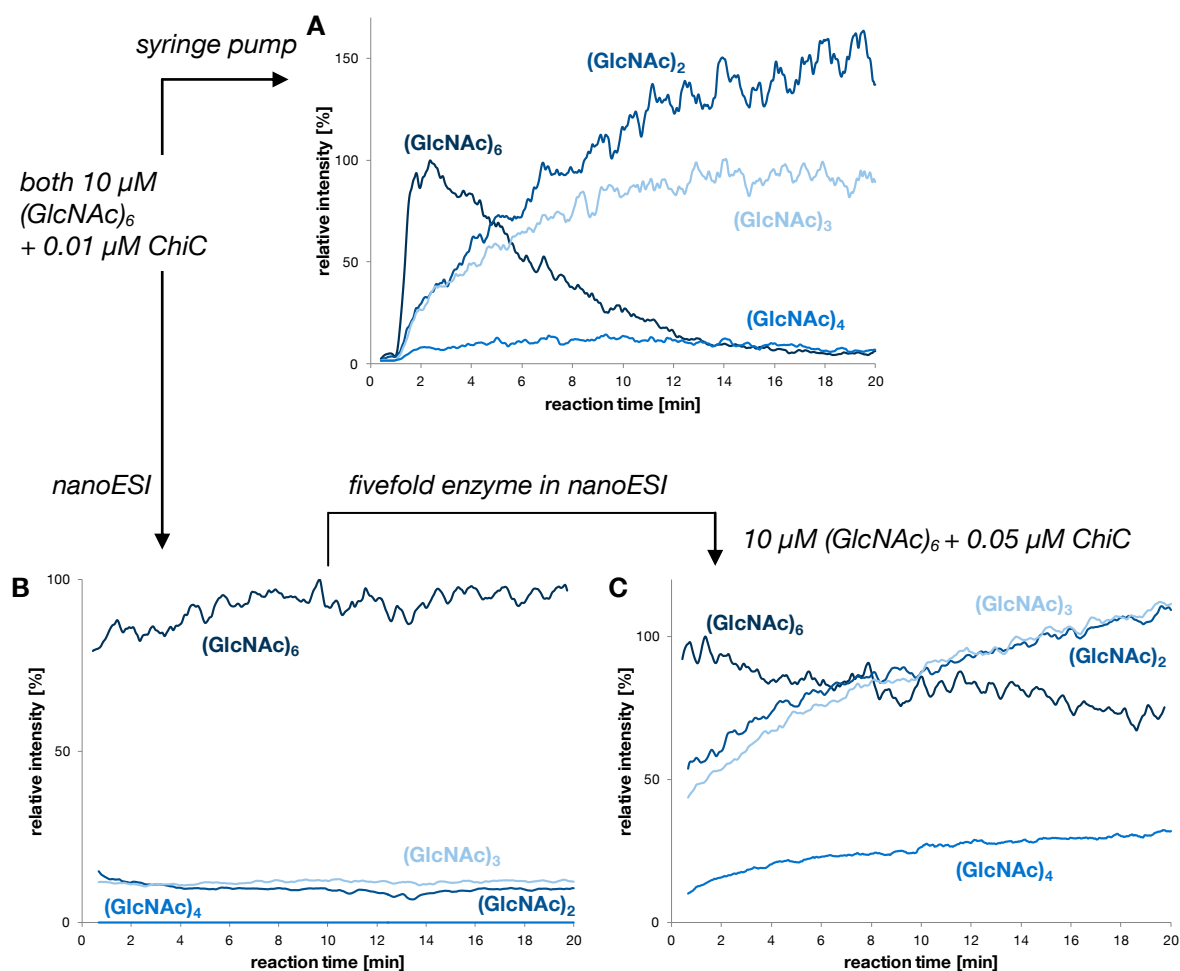 syringe pump
A
both 10 µM
(GlcNAc)₆
+ 0.01 µM ChiC
relative intensity [%]
150
100
50
0
(GlcNAc)₂
(GlcNAc)₆
(GlcNAc)₃
(GlcNAc)₄
0 2 4 6 8 10 12 14 16 18 20
reaction time [min]
nanoESI
fivefold enzyme in nanoESI
10 µM (GlcNAc)₆ + 0.05 µM ChiC
B
relative intensity [%]
100
50
0
(GlcNAc)₆
(GlcNAc)₃
(GlcNAc)₄
(GlcNAc)₂
0 2 4 6 8 10 12 14 16 18 20
reaction time [min]
C
relative intensity [%]
100
50
0
(GlcNAc)₃
(GlcNAc)₆
(GlcNAc)₂
(GlcNAc)₄
0 2 4 6 8 10 12 14 16 18 20
reaction time [min]